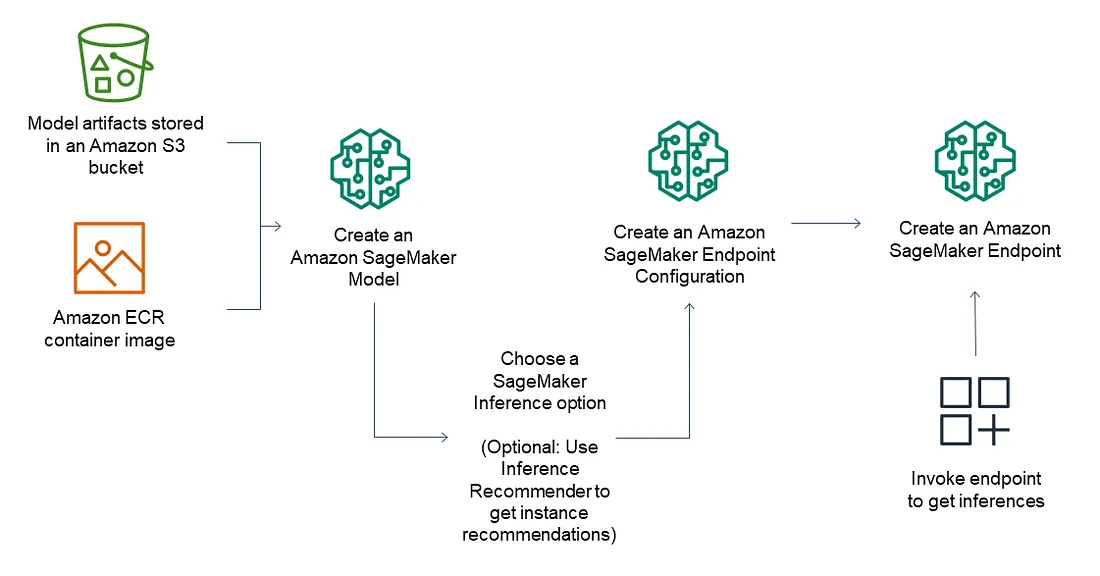 Model artifacts stored
in an Amazon S3
bucket
Amazon ECR
container image
Create an
Amazon SageMaker
Model
Choose a
SageMaker
Inference option
(Optional: Use
Inference
Recommender to
get instance
recommendations)
Create an Amazon
SageMaker Endpoint
Configuration
Create an Amazon
SageMaker Endpoint
Invoke endpoint
to get inferences